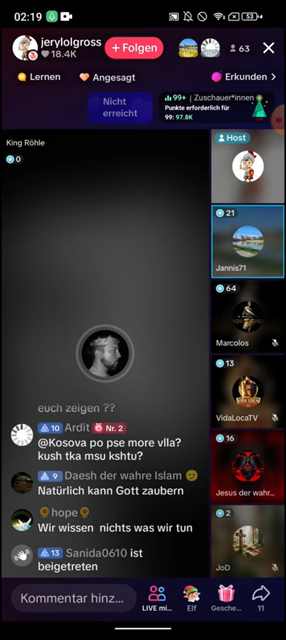 02:19
53
jerylolgross
18.4K
+ Folgen
63
Lernen
Angesagt
Erkunden >
Nicht
erreicht
99+ | Zuschauer*innen
Punkte erforderlich für
99: 97.8K
King Röhle
0
Host
21
Jannis71
64
Marcolos
13
VidaLocaTV
16
Jesus der wahr...
2
JoD
euch zeigen ??
10 Ardit Nr. 2
@Kosova po pse more vlla?
kush tka msu kshtu?
9 Daesh der wahre Islam 🫡
Natürlich kann Gott zaubern
🌻hope🌻
Wir wissen nichts was wir tun
13 Sanida0610 ist
beigetreten
Kommentar hinz...
LIVE mi...
Elf
Gesche...
11